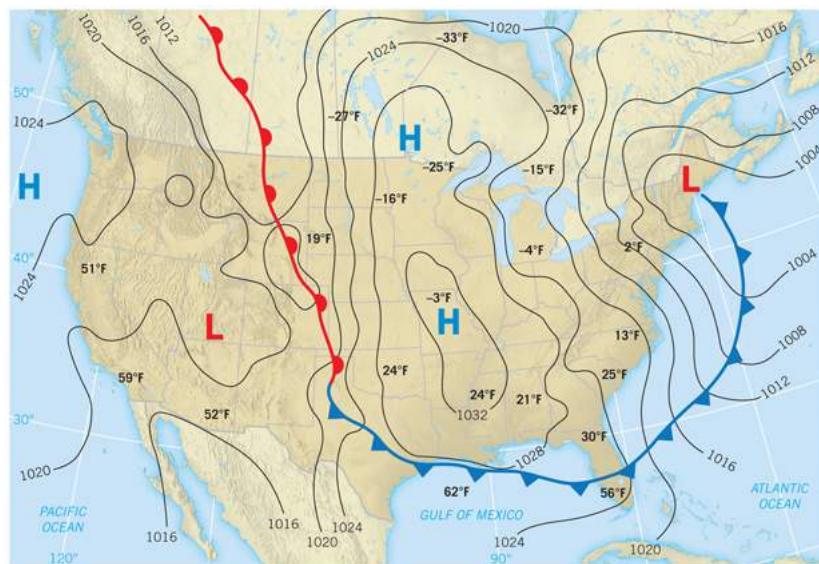 1020
1016
1012
1020
1016
-33°F
1024
50°
1012
1024
-27°F
-32°F
1008
H
H
-25°F
-15°F
1004
-16°F
L
40°
19°F
-4°F
2°F
51°F
1004
1024
-3°F
L
H
13°F
1008
59°F
24°F
25°F
1012
24°F
21°F
30°
52°F
1032
30°F
1028
1016
1020
62°F
56°F
PACIFIC
OCEAN
GULF OF MEXICO
ATLANTIC
OCEAN
1016
1016
1024
1020
1024
1020
120°
90°